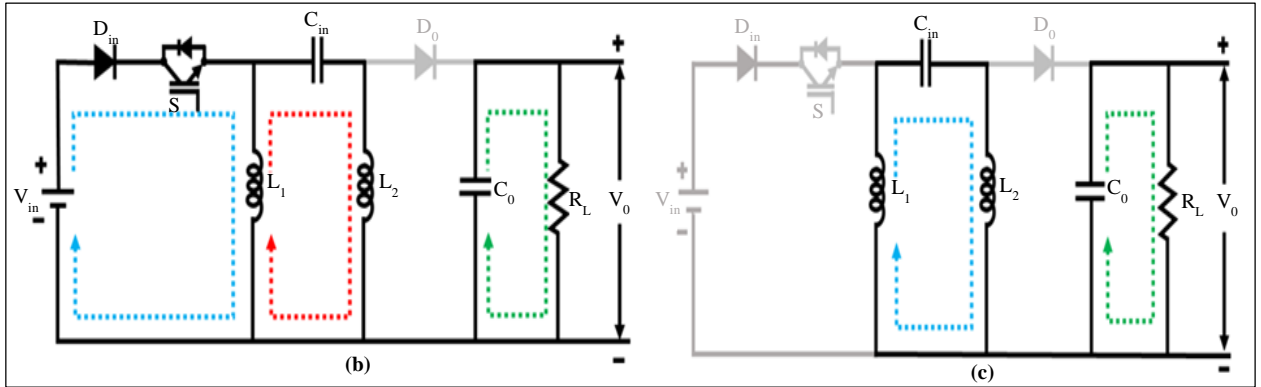 D_in
C_in
D_0
+
S
+
V_in
-
L_1
L_2
C_0
R_L
V_0
-
(b)
D_in
C_in
D_0
+
S
+
V_in
-
L_1
L_2
C_0
R_L
V_0
-
(c)